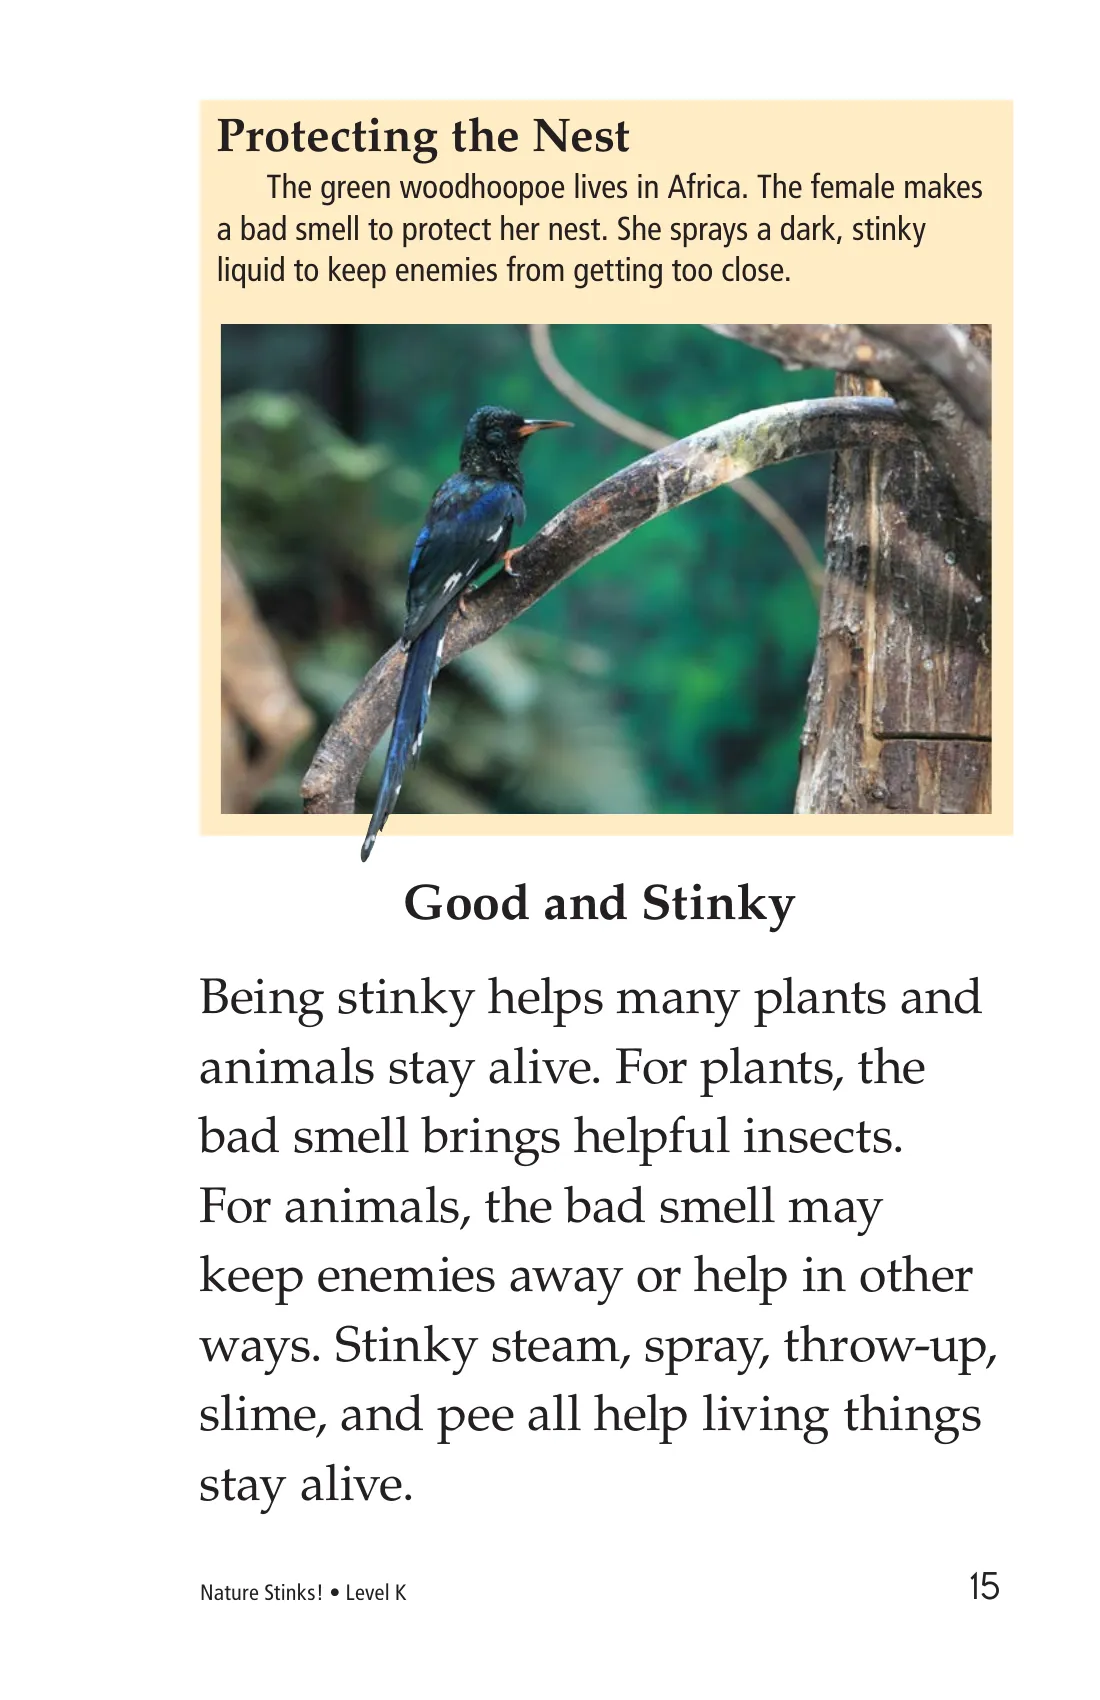 Protecting the Nest
The green woodhoopoe lives in Africa. The female makes
a bad smell to protect her nest. She sprays a dark, stinky
liquid to keep enemies from getting too close.
Good and Stinky
Being stinky helps many plants and
animals stay alive. For plants, the
bad smell brings helpful insects.
For animals, the bad smell may
keep enemies away or help in other
ways. Stinky steam, spray, throw-up,
slime, and pee all help living things
stay alive.
Nature Stinks! • Level K
15